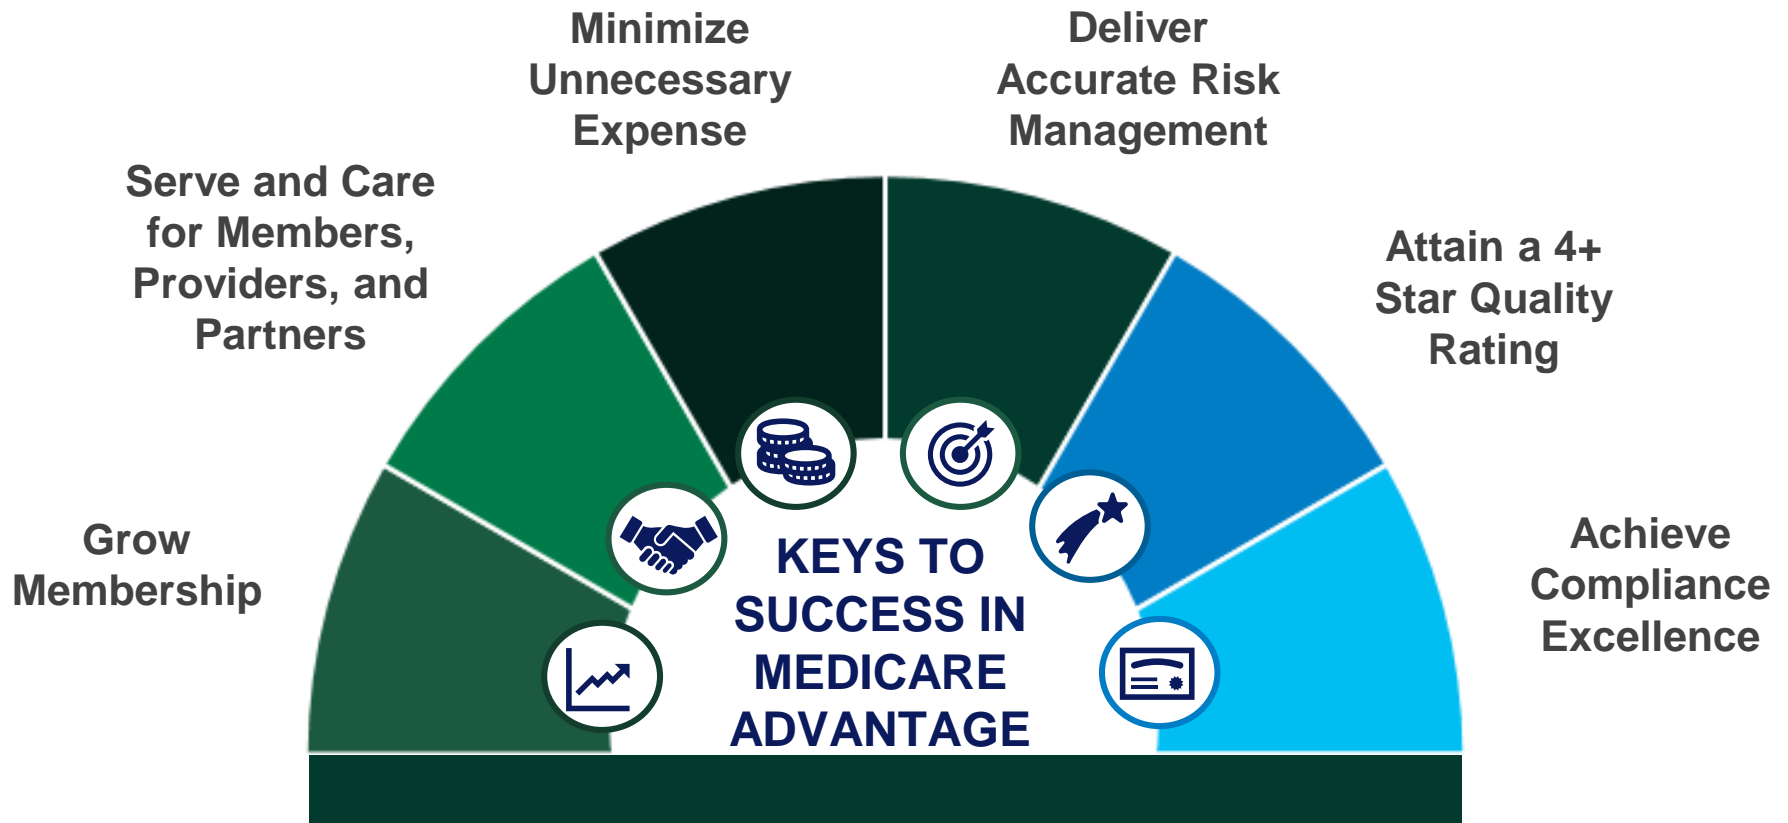 Minimize
Unnecessary
Expense
Deliver
Accurate Risk
Management
Serve and Care
for Members,
Providers, and
Partners
Attain a 4+
Star Quality
Rating
Grow
Membership
Achieve
Compliance
Excellence
KEYS TO
SUCCESS IN
MEDICARE
ADVANTAGE